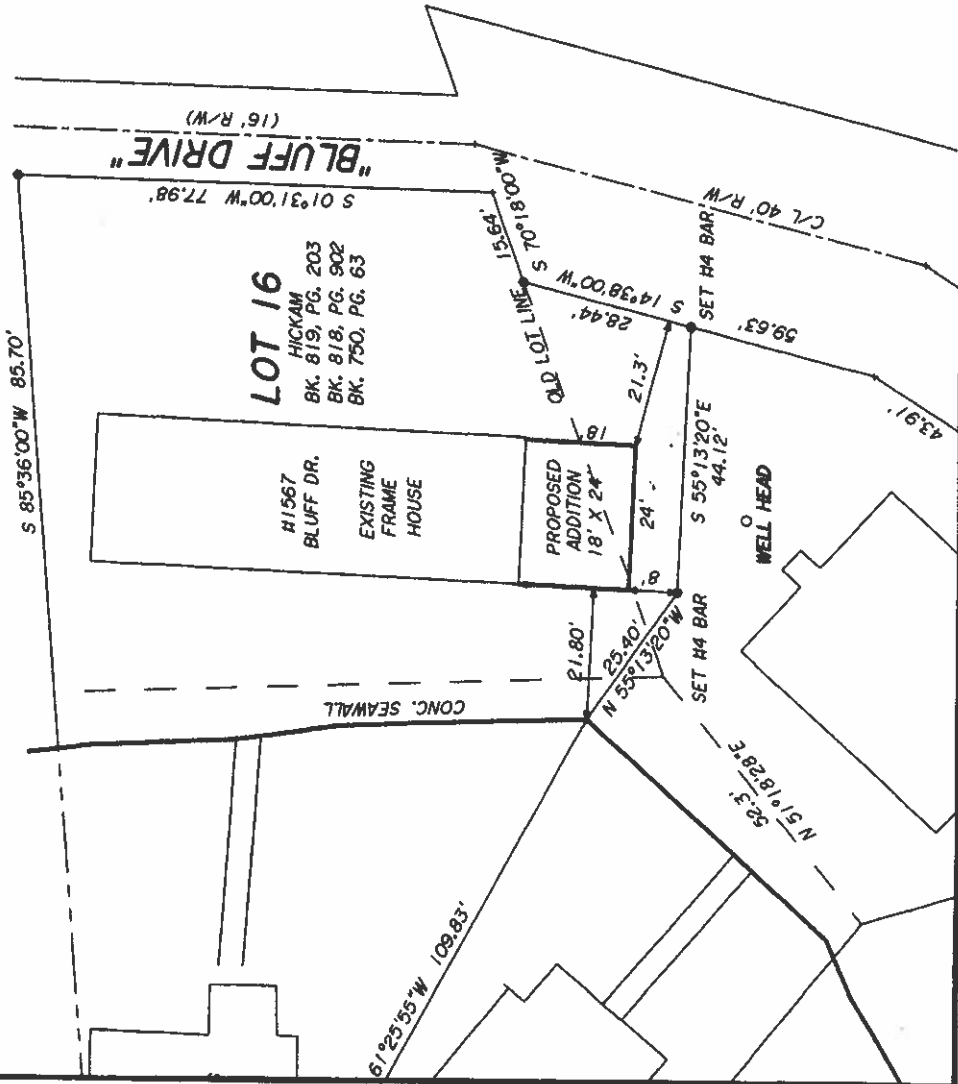 (16' R/W)
"BLUFF DRIVE"
S 01°31'00"W 77.98'
S 85°36'00"W 85.70'
LOT 16
HICKAM
BK. 819, PG. 203
BK. 818, PG. 902
BK. 750, PG. 63
15.64'
S 70°18'00"W
C/L 40' R/W
OLD LOT LINE
S 14°38'00"W
28.44'
SET #4 BAR
59.63'
43.91'
21.3'
#1567
BLUFF DR.
EXISTING
FRAME
HOUSE
PROPOSED
ADDITION
18' X 24'
18'
24'
8'
S 55°13'20"E
44.12'
WELL HEAD
21.80'
25.40'
N 55°13'20"W
SET #4 BAR
CONC. SEAWALL
52.3'
N 51°18'28"E
61°25'55"W 109.83'